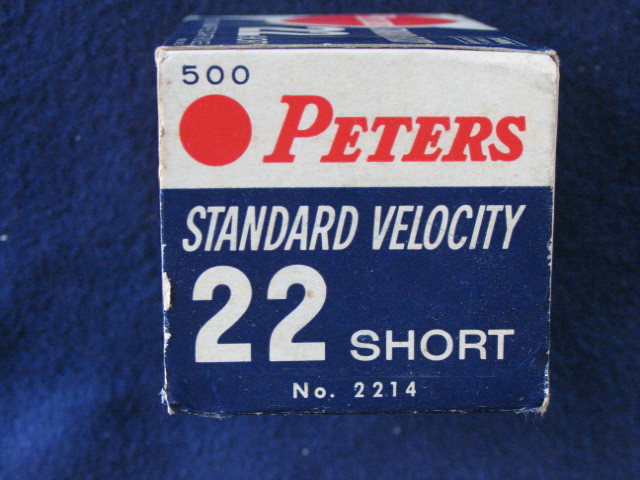 500
PETERS
STANDARD VELOCITY
22 SHORT
No. 2214